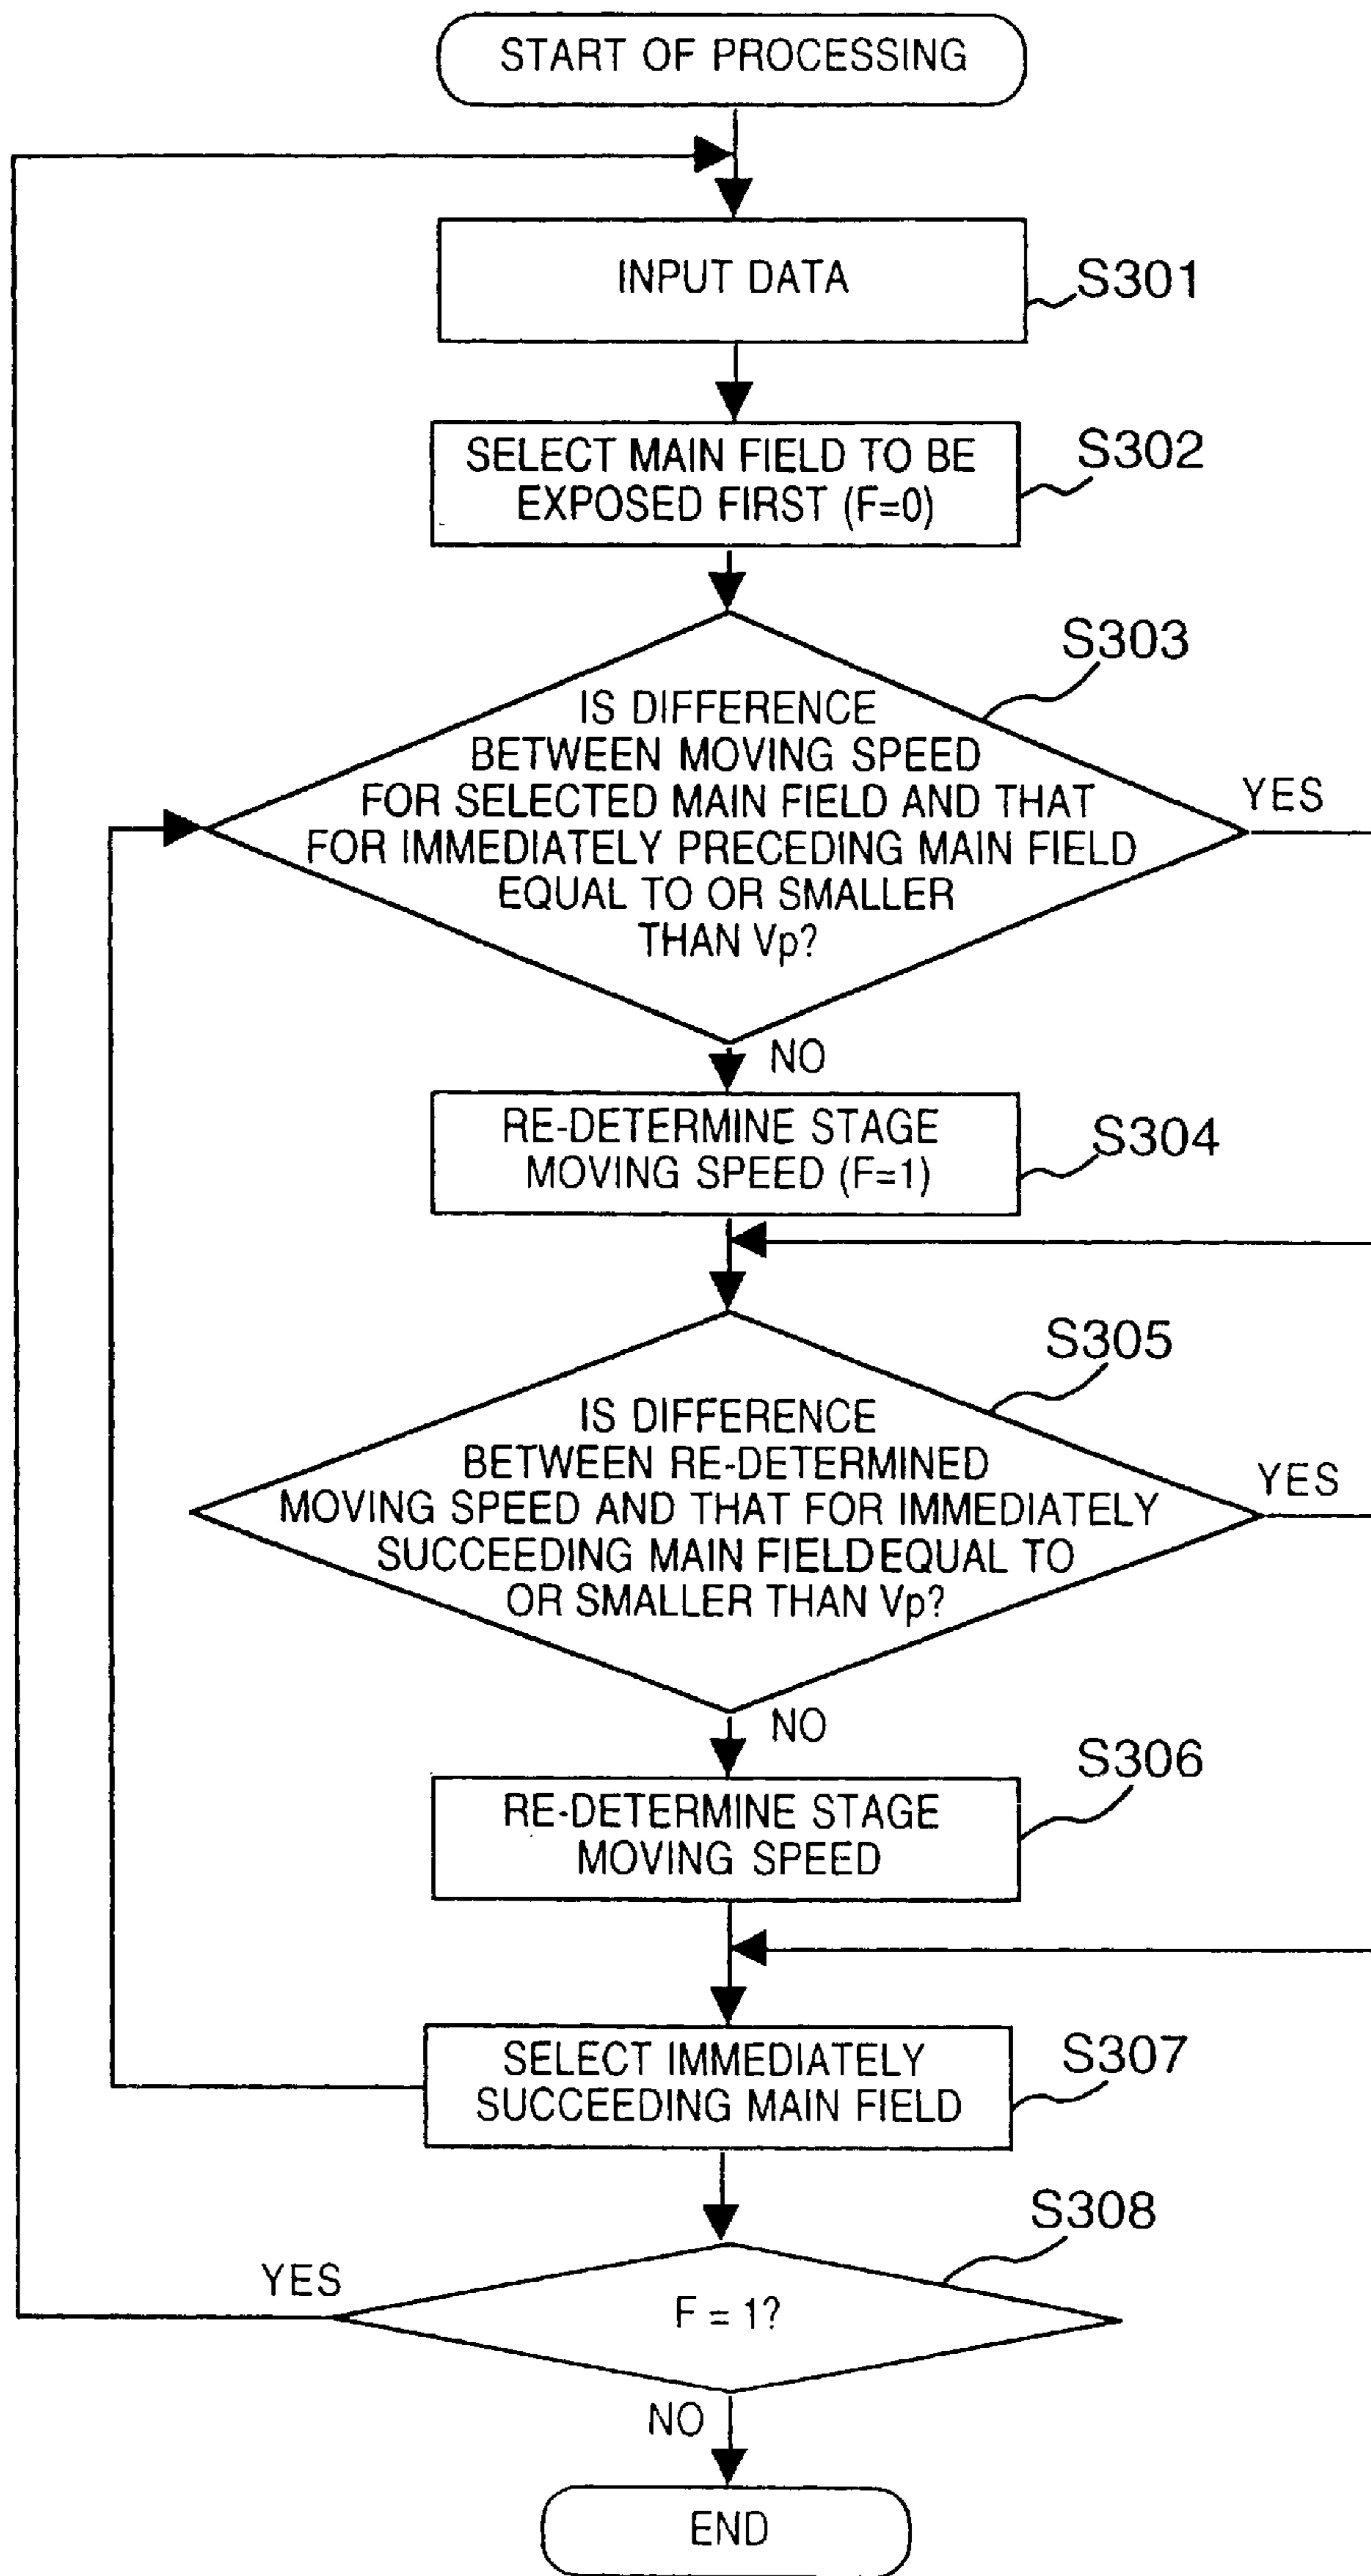 START OF PROCESSING
INPUT DATA
S301
SELECT MAIN FIELD TO BE
EXPOSED FIRST (F=0)
S302
S303
IS DIFFERENCE
BETWEEN MOVING SPEED
FOR SELECTED MAIN FIELD AND THAT
FOR IMMEDIATELY PRECEDING MAIN FIELD
EQUAL TO OR SMALLER
THAN Vp?
YES
NO
RE-DETERMINE STAGE
MOVING SPEED (F=1)
S304
S305
IS DIFFERENCE
BETWEEN RE-DETERMINED
MOVING SPEED AND THAT FOR IMMEDIATELY
SUCCEEDING MAIN FIELD EQUAL TO
OR SMALLER THAN Vp?
YES
NO
S306
RE-DETERMINE STAGE
MOVING SPEED
SELECT IMMEDIATELY
SUCCEEDING MAIN FIELD
S307
S308
YES
F = 1?
NO
END